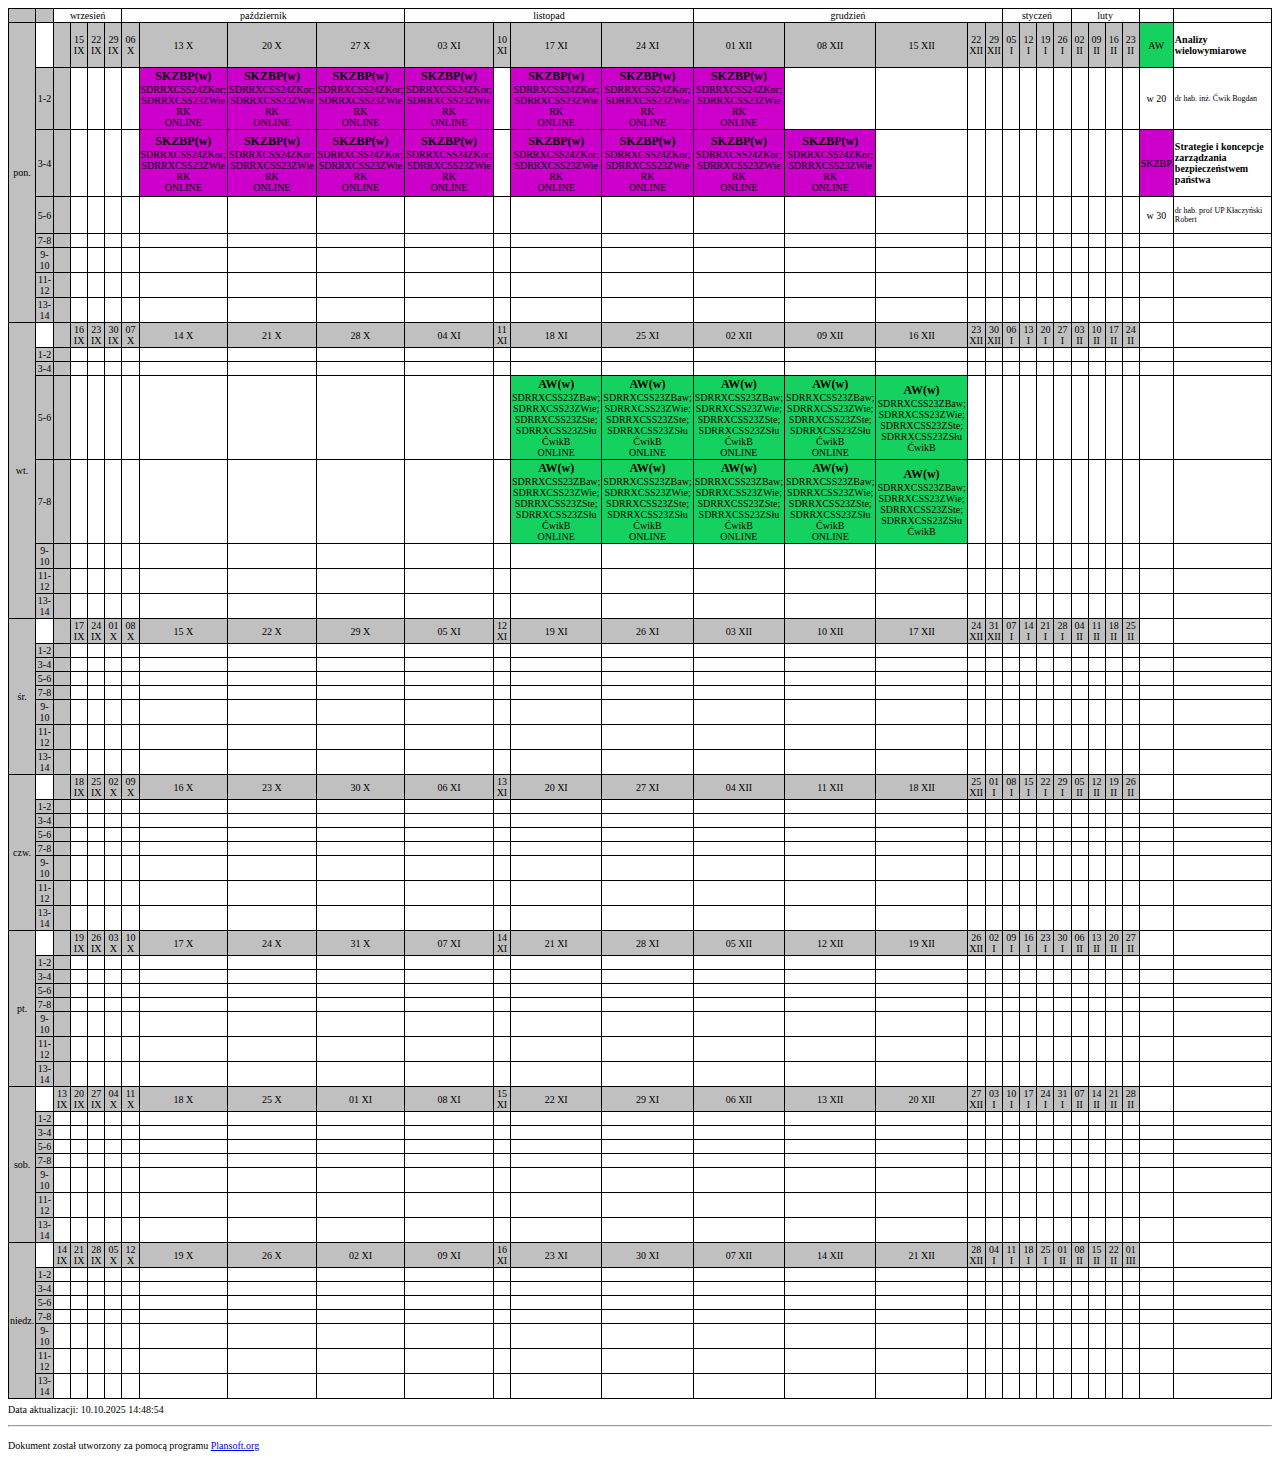 wrzesień październik listopad grudzień styczeń luty
pon. 15 IX 22 IX 29 IX 06 X 13 X 20 X 27 X 03 XI 10 XI 17 XI 24 XI 01 XII 08 XII 15 XII 22 XII 29 XII 05 I 12 I 19 I 26 I 02 II 09 II 16 II 23 II AW Analizy wielowymiarowe
1-2 SKZBP(w) SKZBP(w) SKZBP(w) SKZBP(w) SKZBP(w) SKZBP(w) SKZBP(w)
SDRRXCSS24ZKor; SDRRXCSS24ZKor; SDRRXCSS24ZKor; SDRRXCSS24ZKor; SDRRXCSS24ZKor; SDRRXCSS24ZKor; SDRRXCSS24ZKor;
SDRRXCSS23ZWie SDRRXCSS23ZWie SDRRXCSS23ZWie SDRRXCSS23ZWie SDRRXCSS23ZWie SDRRXCSS23ZWie SDRRXCSS23ZWie w 20 dr hab. inż. Ćwik Bogdan
RK RK RK RK RK RK RK
ONLINE ONLINE ONLINE ONLINE ONLINE ONLINE ONLINE
3-4 SKZBP(w) SKZBP(w) SKZBP(w) SKZBP(w) SKZBP(w) SKZBP(w) SKZBP(w) SKZBP(w)
SDRRXCSS24ZKor; SDRRXCSS24ZKor; SDRRXCSS24ZKor; SDRRXCSS24ZKor; SDRRXCSS24ZKor; SDRRXCSS24ZKor; SDRRXCSS24ZKor; SDRRXCSS24ZKor;
SDRRXCSS23ZWie SDRRXCSS23ZWie SDRRXCSS23ZWie SDRRXCSS23ZWie SDRRXCSS23ZWie SDRRXCSS23ZWie SDRRXCSS23ZWie SDRRXCSS23ZWie SKZBP Strategie i koncepcje zarządzania bezpieczeństwem państwa
RK RK RK RK RK RK RK RK
ONLINE ONLINE ONLINE ONLINE ONLINE ONLINE ONLINE ONLINE
5-6 w 30 dr hab. prof UP Kłaczyński Robert
7-8
9-10
11-12
13-14
wt. 16 IX 23 IX 30 IX 07 X 14 X 21 X 28 X 04 XI 11 XI 18 XI 25 XI 02 XII 09 XII 16 XII 23 XII 30 XII 06 I 13 I 20 I 27 I 03 II 10 II 17 II 24 II
1-2
3-4
5-6 AW(w) AW(w) AW(w) AW(w) AW(w)
SDRRXCSS23ZBaw; SDRRXCSS23ZBaw; SDRRXCSS23ZBaw; SDRRXCSS23ZBaw; SDRRXCSS23ZBaw;
SDRRXCSS23ZWie; SDRRXCSS23ZWie; SDRRXCSS23ZWie; SDRRXCSS23ZWie; SDRRXCSS23ZWie;
SDRRXCSS23ZSte; SDRRXCSS23ZSte; SDRRXCSS23ZSte; SDRRXCSS23ZSte; SDRRXCSS23ZSte;
SDRRXCSS23ZSłu SDRRXCSS23ZSłu SDRRXCSS23ZSłu SDRRXCSS23ZSłu SDRRXCSS23ZSłu
ĆwikB ĆwikB ĆwikB ĆwikB ĆwikB
ONLINE ONLINE ONLINE ONLINE
7-8 AW(w) AW(w) AW(w) AW(w) AW(w)
SDRRXCSS23ZBaw; SDRRXCSS23ZBaw; SDRRXCSS23ZBaw; SDRRXCSS23ZBaw; SDRRXCSS23ZBaw;
SDRRXCSS23ZWie; SDRRXCSS23ZWie; SDRRXCSS23ZWie; SDRRXCSS23ZWie; SDRRXCSS23ZWie;
SDRRXCSS23ZSte; SDRRXCSS23ZSte; SDRRXCSS23ZSte; SDRRXCSS23ZSte; SDRRXCSS23ZSte;
SDRRXCSS23ZSłu SDRRXCSS23ZSłu SDRRXCSS23ZSłu SDRRXCSS23ZSłu SDRRXCSS23ZSłu
ĆwikB ĆwikB ĆwikB ĆwikB ĆwikB
ONLINE ONLINE ONLINE ONLINE
9-10
11-12
13-14
śr. 17 IX 24 IX 01 X 08 X 15 X 22 X 29 X 05 XI 12 XI 19 XI 26 XI 03 XII 10 XII 17 XII 24 XII 31 XII 07 I 14 I 21 I 28 I 04 II 11 II 18 II 25 II
1-2
3-4
5-6
7-8
9-10
11-12
13-14
czw. 18 IX 25 IX 02 X 09 X 16 X 23 X 30 X 06 XI 13 XI 20 XI 27 XI 04 XII 11 XII 18 XII 25 XII 01 I 08 I 15 I 22 I 29 I 05 II 12 II 19 II 26 II
1-2
3-4
5-6
7-8
9-10
11-12
13-14
pt. 19 IX 26 IX 03 X 10 X 17 X 24 X 31 X 07 XI 14 XI 21 XI 28 XI 05 XII 12 XII 19 XII 26 XII 02 I 09 I 16 I 23 I 30 I 06 II 13 II 20 II 27 II
1-2
3-4
5-6
7-8
9-10
11-12
13-14
sob. 13 IX 20 IX 27 IX 04 X 11 X 18 X 25 X 01 XI 08 XI 15 XI 22 XI 29 XI 06 XII 13 XII 20 XII 27 XII 03 I 10 I 17 I 24 I 31 I 07 II 14 II 21 II 28 II
1-2
3-4
5-6
7-8
9-10
11-12
13-14
niedz 14 IX 21 IX 28 IX 05 X 12 X 19 X 26 X 02 XI 09 XI 16 XI 23 XI 30 XI 07 XII 14 XII 21 XII 28 XII 04 I 11 I 18 I 25 I 01 II 08 II 15 II 22 II 01 III
1-2
3-4
5-6
7-8
9-10
11-12
13-14
Data aktualizacji: 10.10.2025 14:48:54
Dokument został utworzony za pomocą programu Plansoft.org